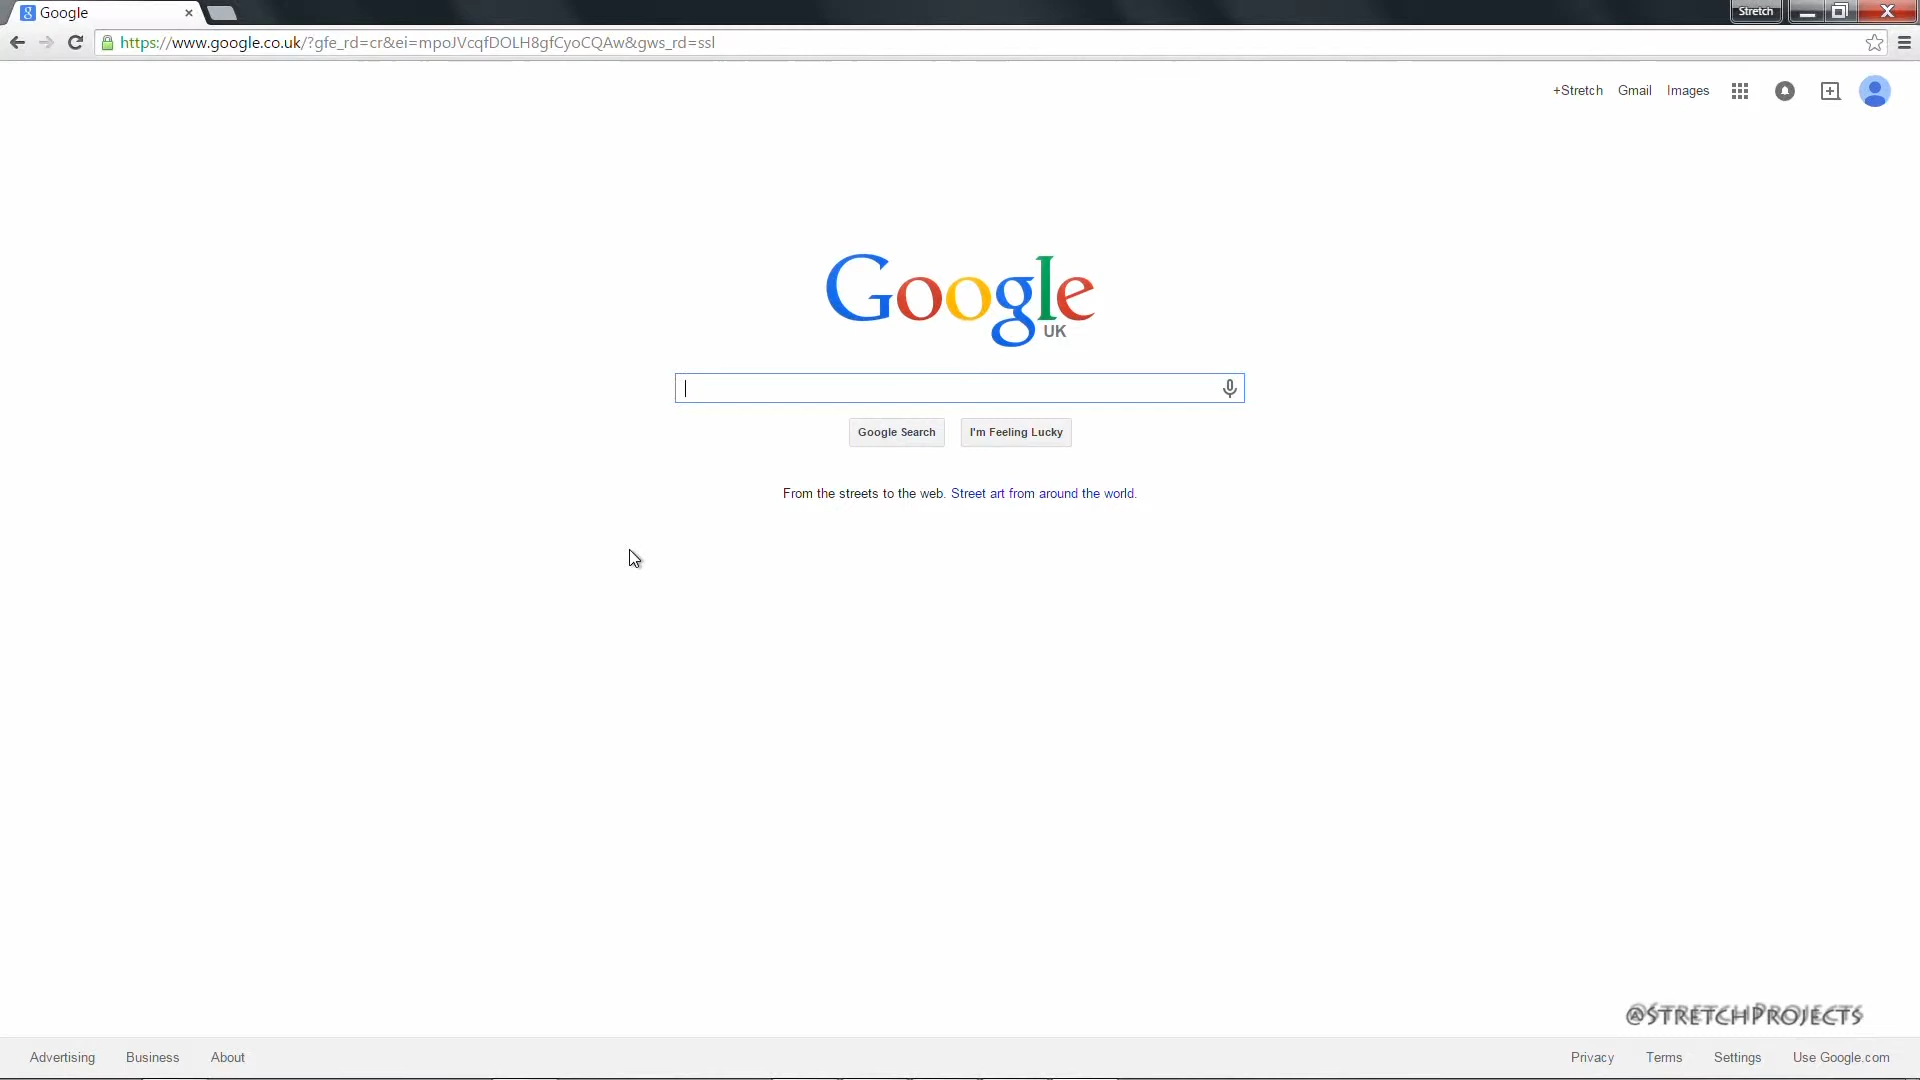 Google
Stretch
https://www.google.co.uk/?gfe_rd=cr&ei=mpoJVcqfDOLH8gfCyoCQAw&gws_rd=ssl
+Stretch Gmail Images
Google
UK
Google Search I'm Feeling Lucky
From the streets to the web. Street art from around the world.
@StretchProjects
Advertising Business About Privacy Terms Settings Use Google.com